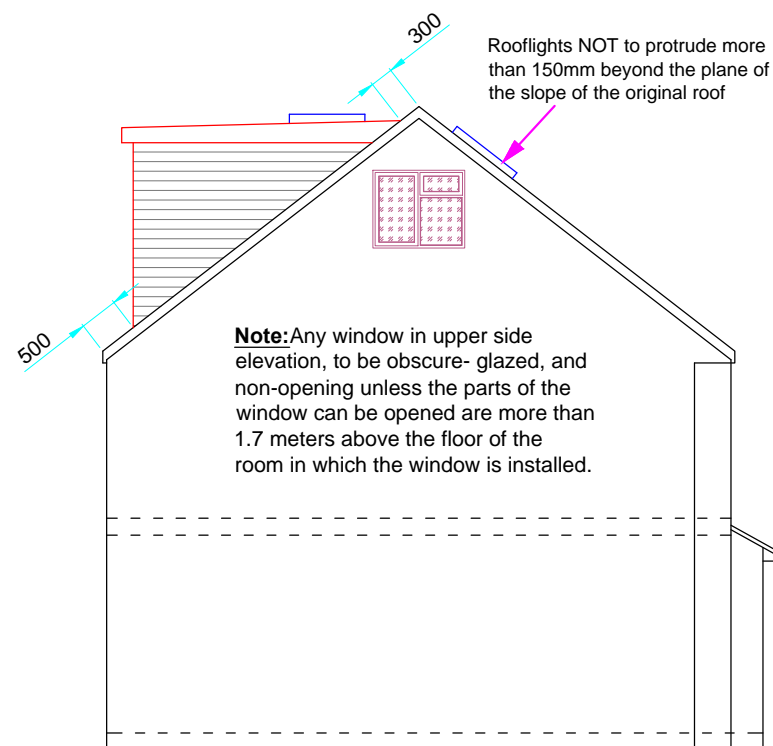 300
Rooflights NOT to protrude more
than 150mm beyond the plane of
the slope of the original roof
500
Note:Any window in upper side
elevation, to be obscure- glazed, and
non-opening unless the parts of the
window can be opened are more than
1.7 meters above the floor of the
room in which the window is installed.